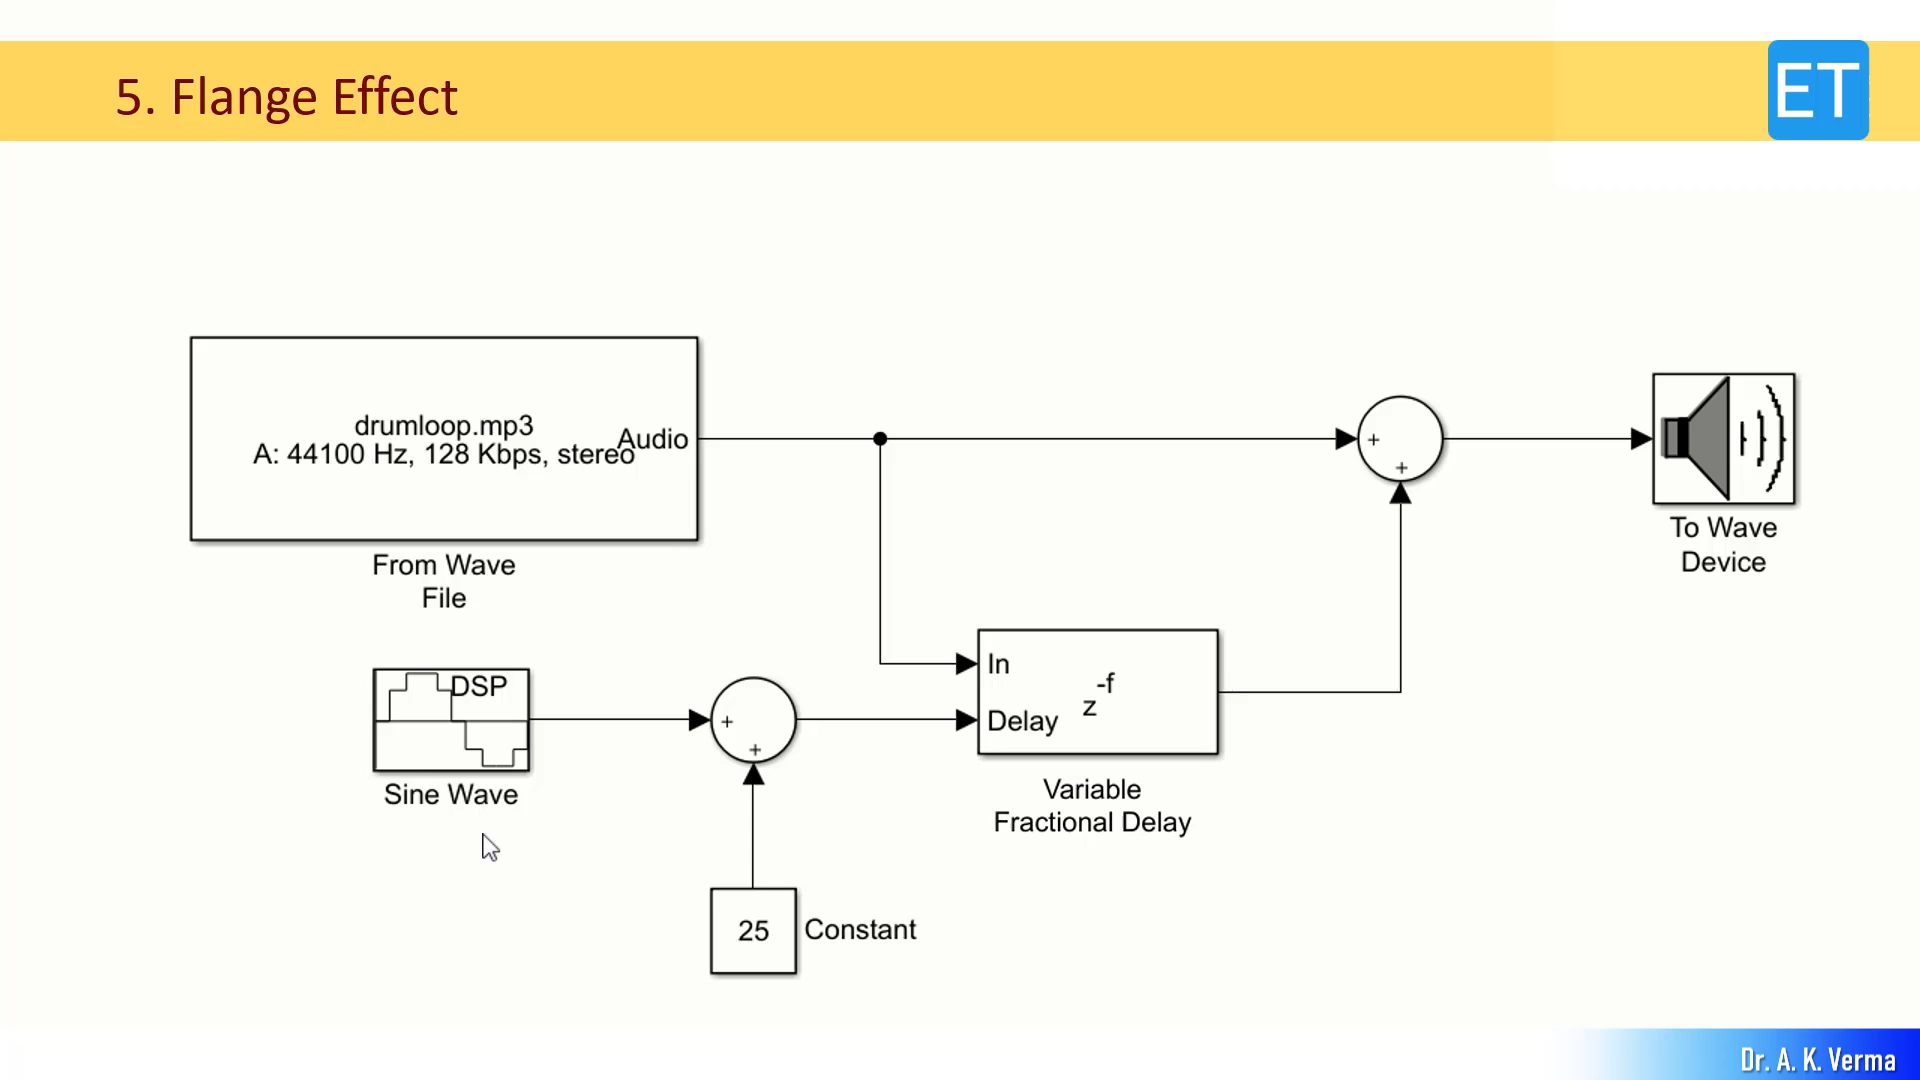 5. Flange Effect
ET
drumloop.mp3
A: 44100 Hz, 128 Kbps, stereo
Audio
From Wave
File
+
+
To Wave
Device
DSP
Sine Wave
+
+
In
Delay
z-f
Variable
Fractional Delay
25
Constant
Dr. A. K. Verma